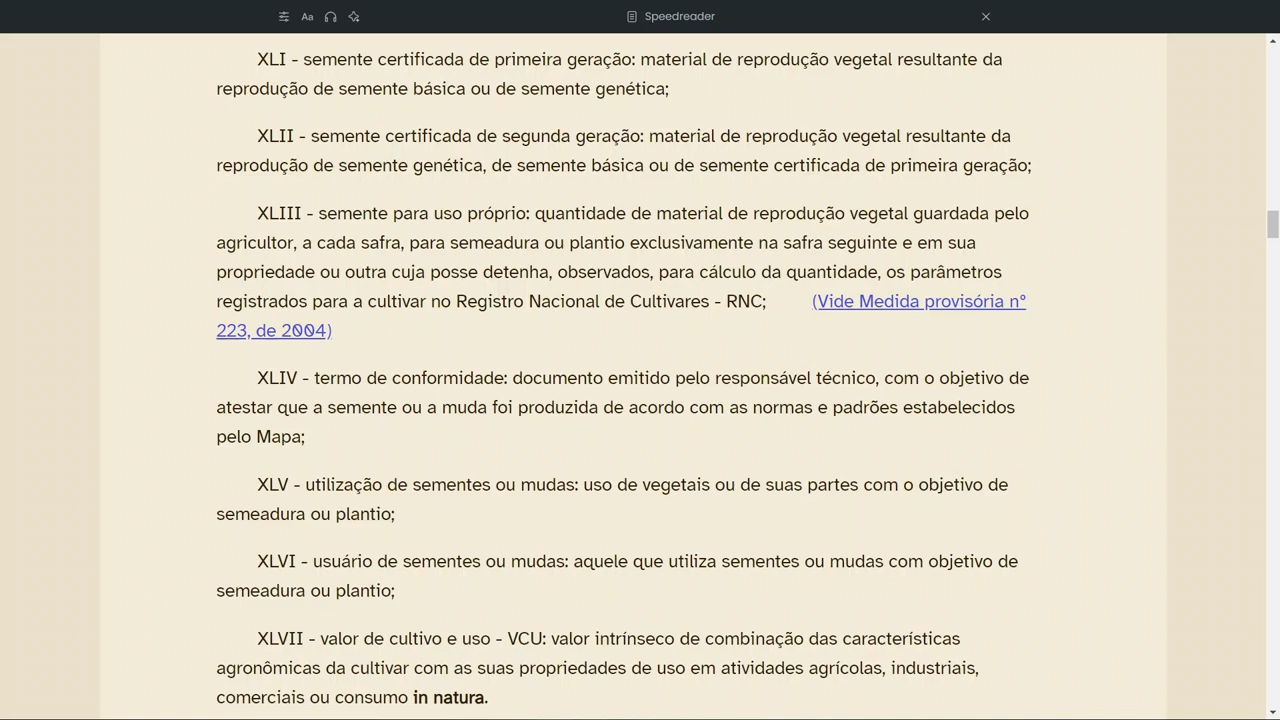 Aa
Speedreader
XLI - semente certificada de primeira geração: material de reprodução vegetal resultante da
reprodução de semente básica ou de semente genética;
XLII - semente certificada de segunda geração: material de reprodução vegetal resultante da
reprodução de semente genética, de semente básica ou de semente certificada de primeira geração;
XLIII - semente para uso próprio: quantidade de material de reprodução vegetal guardada pelo
agricultor, a cada safra, para semeadura ou plantio exclusivamente na safra seguinte e em sua
propriedade ou outra cuja posse detenha, observados, para cálculo da quantidade, os parâmetros
registrados para a cultivar no Registro Nacional de Cultivares - RNC; (Vide Medida provisória nº
223, de 2004)
XLIV - termo de conformidade: documento emitido pelo responsável técnico, com o objetivo de
atestar que a semente ou a muda foi produzida de acordo com as normas e padrões estabelecidos
pelo Mapa;
XLV - utilização de sementes ou mudas: uso de vegetais ou de suas partes com o objetivo de
semeadura ou plantio;
XLVI - usuário de sementes ou mudas: aquele que utiliza sementes ou mudas com objetivo de
semeadura ou plantio;
XLVII - valor de cultivo e uso - VCU: valor intrínseco de combinação das características
agronômicas da cultivar com as suas propriedades de uso em atividades agrícolas, industriais,
comerciais ou consumo in natura.